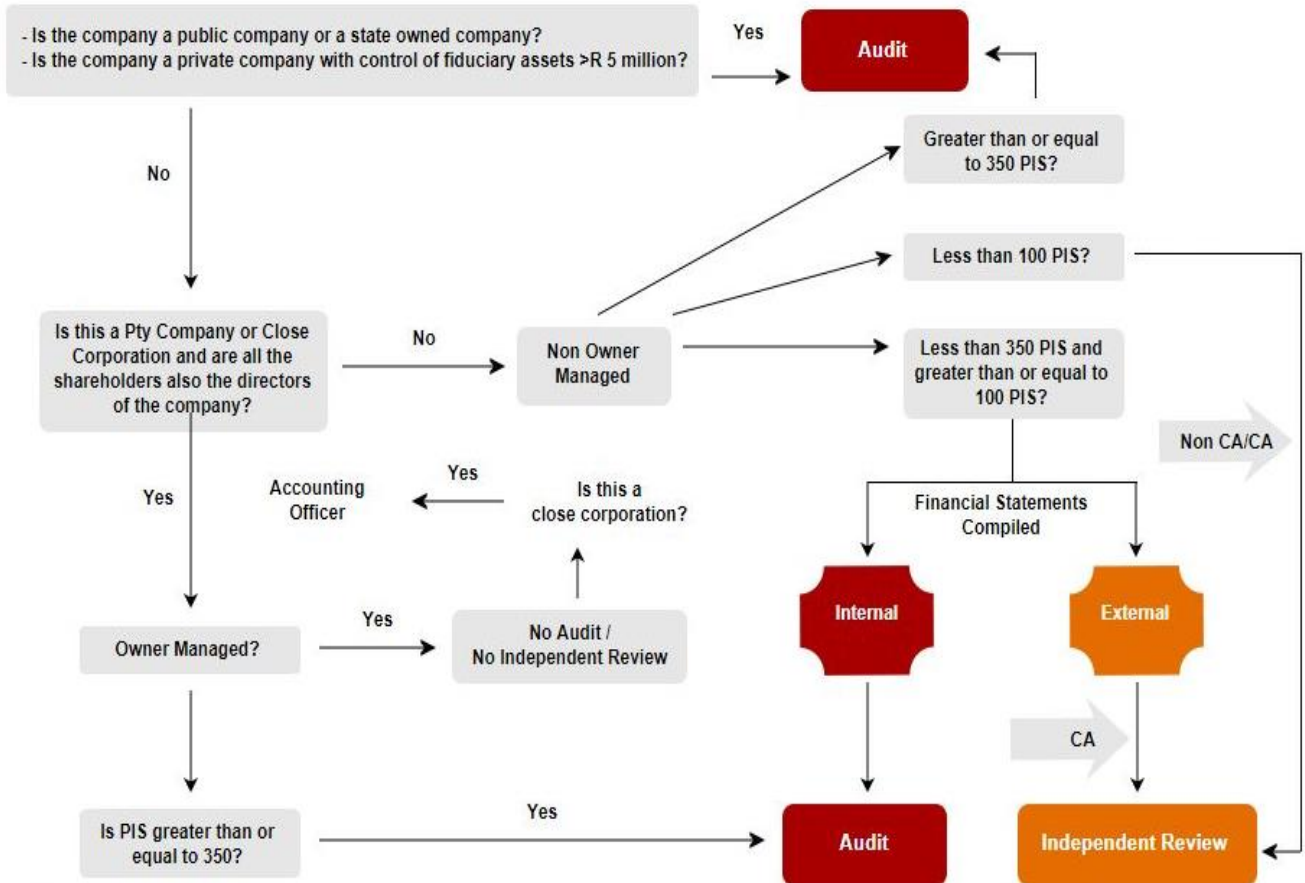 - Is the company a public company or a state owned company?
- Is the company a private company with control of fiduciary assets >R 5 million?
Yes
Audit
No
Greater than or equal
to 350 PIS?
Less than 100 PIS?
Is this a Pty Company or Close
Corporation and are all the
shareholders also the directors
of the company?
No
Non Owner
Managed
Less than 350 PIS and
greater than or equal to
100 PIS?
Non CA/CA
Yes
Accounting
Officer
Yes
Is this a
close corporation?
Financial Statements
Compiled
Internal
External
Owner Managed?
Yes
No Audit /
No Independent Review
CA
Is PIS greater than or
equal to 350?
Yes
Audit
Independent Review